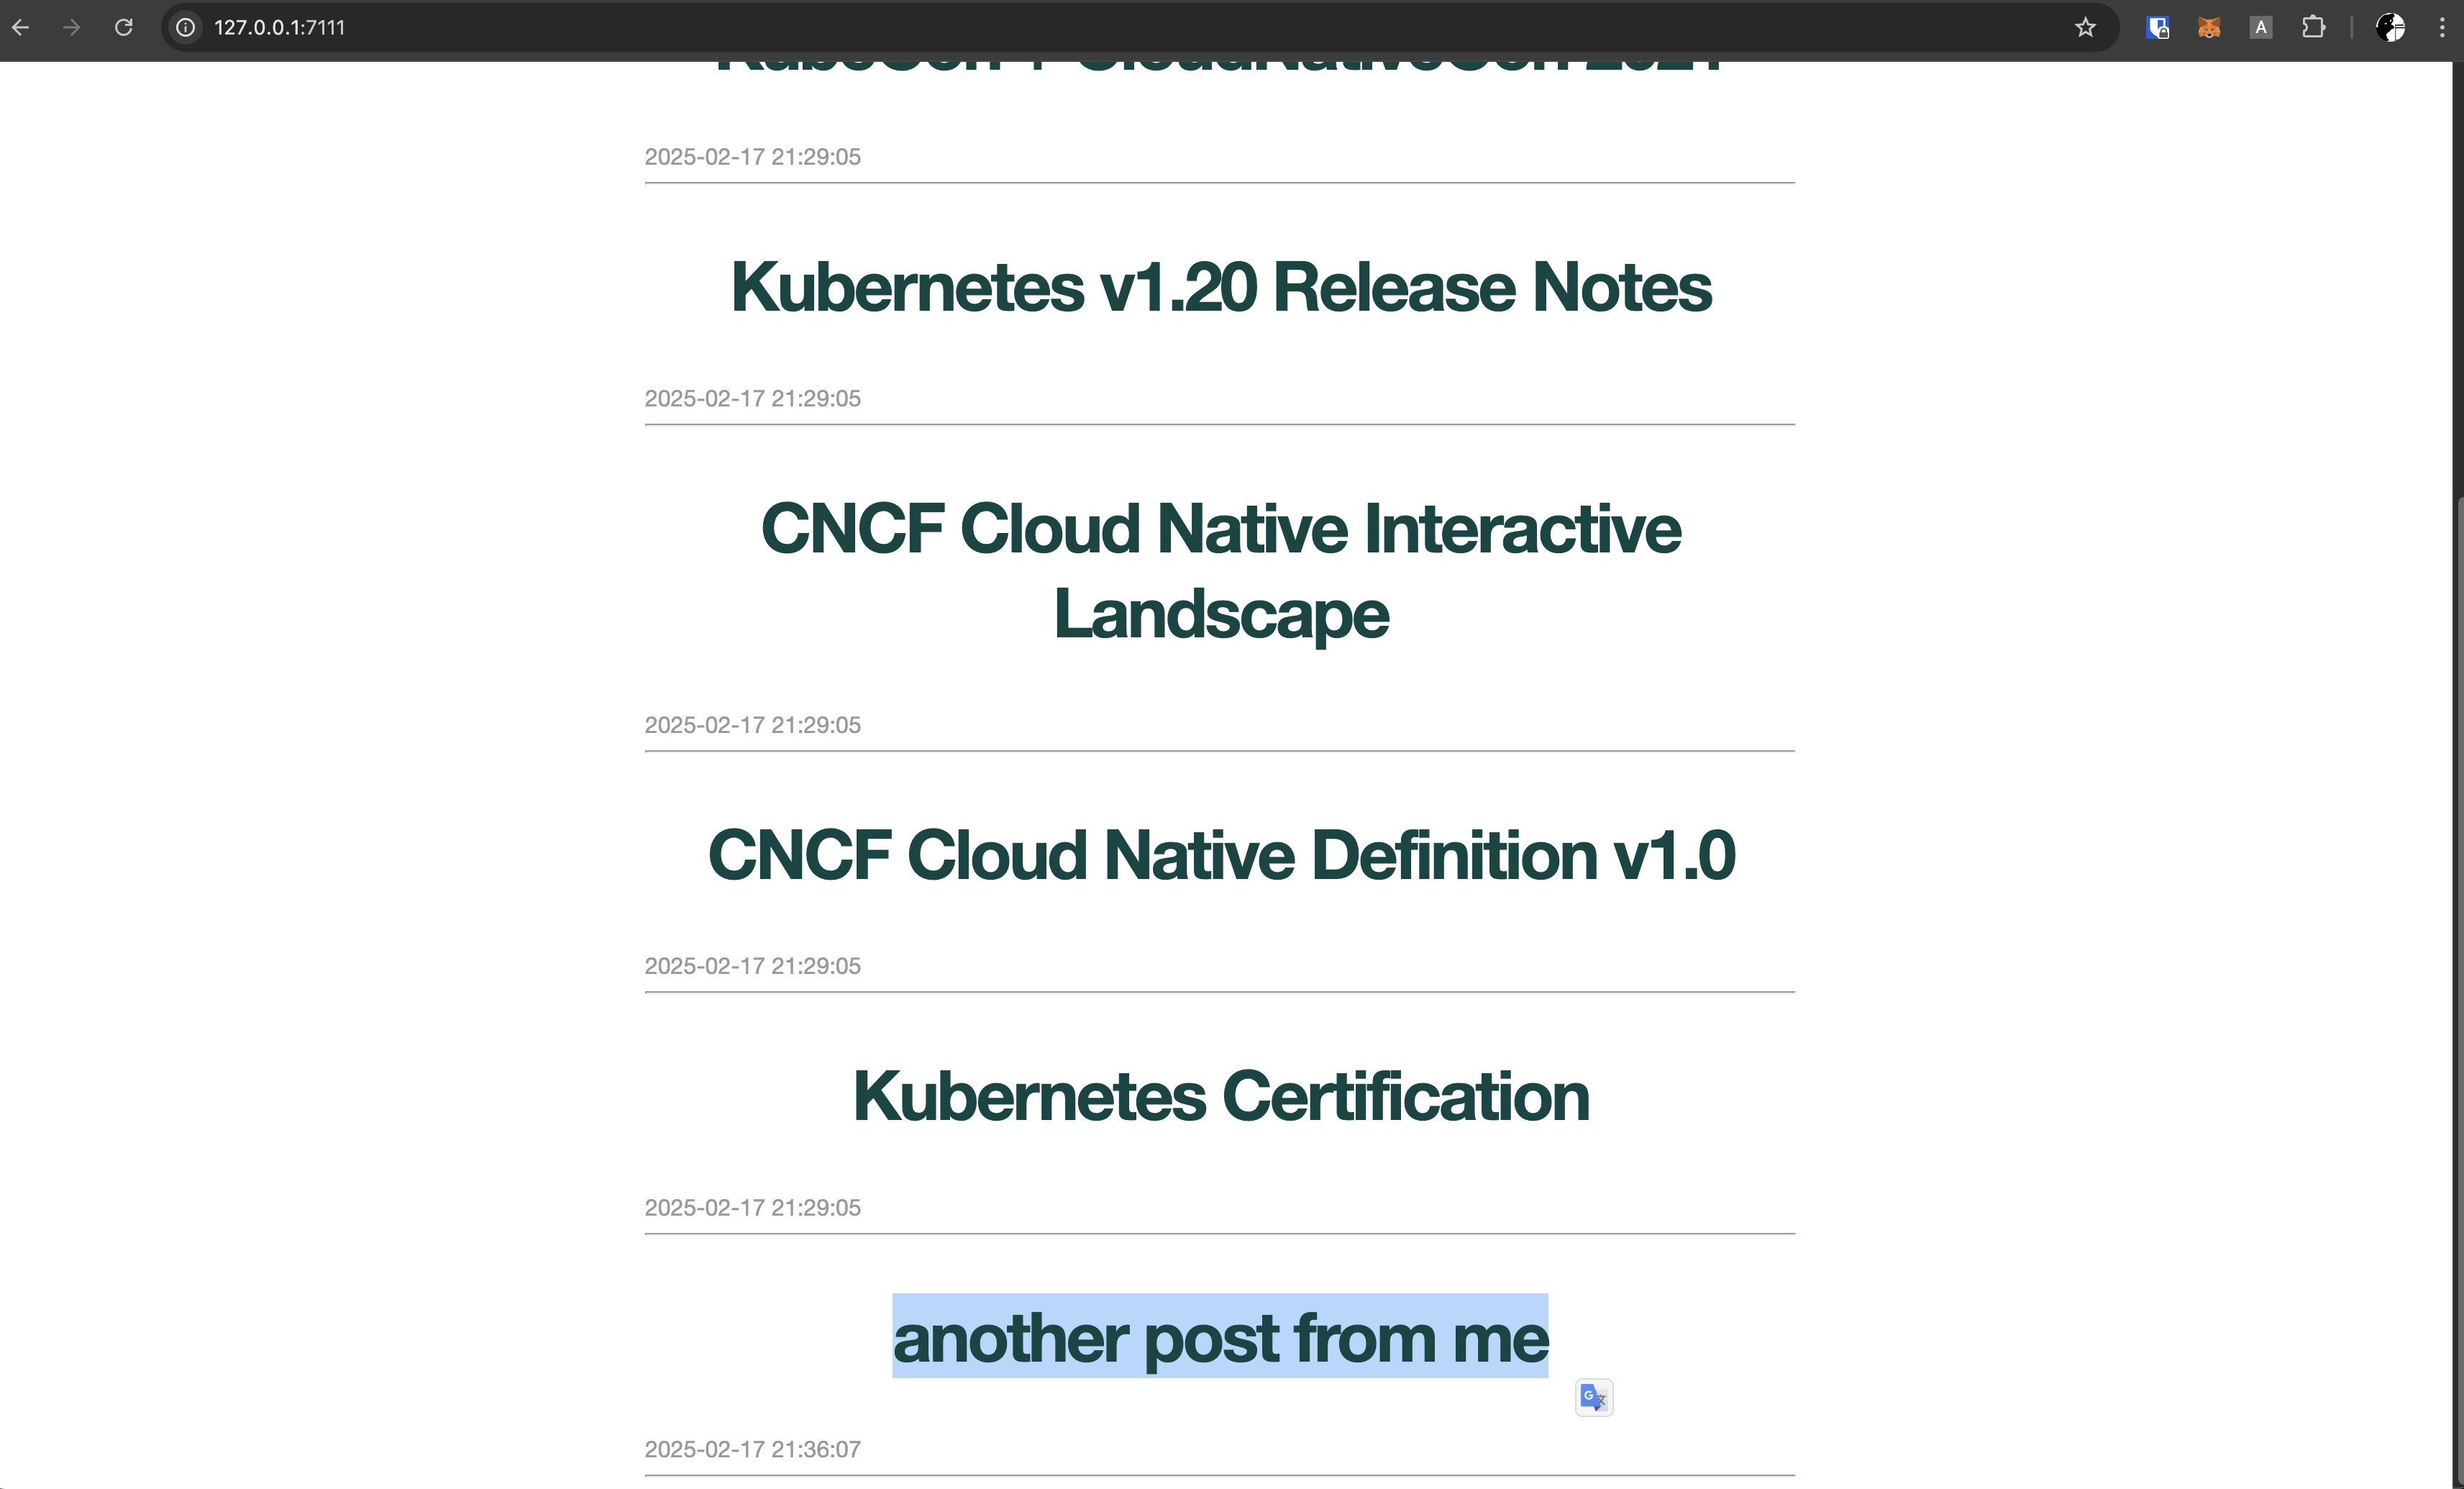 127.0.0.1:7111
A
2025-02-17 21:29:05
Kubernetes v1.20 Release Notes
2025-02-17 21:29:05
CNCF Cloud Native Interactive
Landscape
2025-02-17 21:29:05
CNCF Cloud Native Definition v1.0
2025-02-17 21:29:05
Kubernetes Certification
2025-02-17 21:29:05
another post from me
2025-02-17 21:36:07